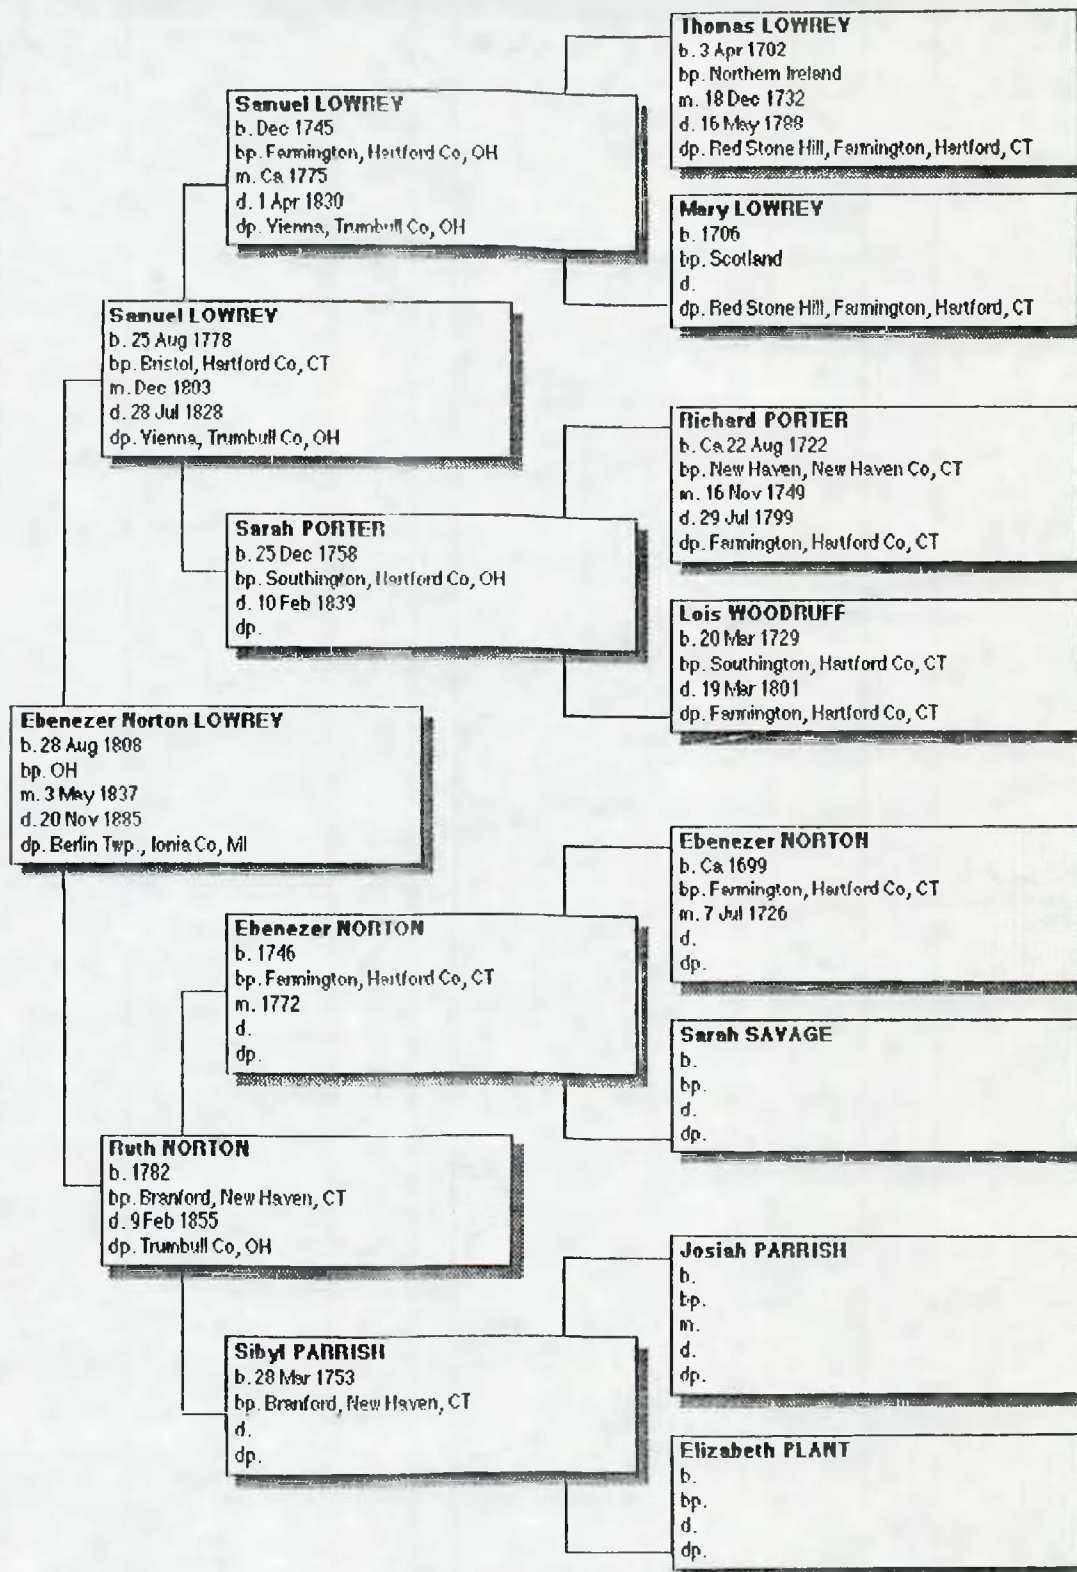 Thomas LOWREY
b. 3 Apr 1702
bp. Northern Ireland
m. 18 Dec 1732
d. 16 May 1788
dp. Red Stone Hill, Farmington, Hartford, CT
Samuel LOWREY
b. Dec 1745
bp. Farmington, Hartford Co, OH
m. Ca 1775
d. 1 Apr 1830
dp. Vienna, Trumbull Co, OH
Mary LOWREY
b. 1706
bp. Scotland
d.
dp. Red Stone Hill, Farmington, Hartford, CT
Samuel LOWREY
b. 25 Aug 1778
bp. Bristol, Hartford Co, CT
m. Dec 1803
d. 28 Jul 1828
dp. Vienna, Trumbull Co, OH
Richard PORTER
b. Ca 22 Aug 1722
bp. New Haven, New Haven Co, CT
m. 16 Nov 1749
d. 29 Jul 1799
dp. Farmington, Hartford Co, CT
Sarah PORTER
b. 25 Dec 1758
bp. Southington, Hartford Co, OH
d. 10 Feb 1839
dp.
Lois WOODRUFF
b. 20 Mar 1729
bp. Southington, Hartford Co, CT
d. 19 Mar 1801
dp. Farmington, Hartford Co, CT
Ebenezer Norton LOWREY
b. 28 Aug 1808
bp. OH
m. 3 May 1837
d. 20 Nov 1885
dp. Berlin Twp., Ionia Co, MI
Ebenezer NORTON
b. Ca 1699
bp. Farmington, Hartford Co, CT
m. 7 Jul 1726
d.
dp.
Ebenezer NORTON
b. 1746
bp. Farmington, Hartford Co, CT
m. 1772
d.
dp.
Sarah SAVAGE
b.
bp.
d.
dp.
Ruth NORTON
b. 1782
bp. Branford, New Haven, CT
d. 9 Feb 1855
dp. Trumbull Co, OH
Josiah PARRISH
b.
bp.
m.
d.
dp.
Sibyl PARRISH
b. 28 Mar 1753
bp. Branford, New Haven, CT
d.
dp.
Elizabeth PLANT
b.
bp.
d.
dp.